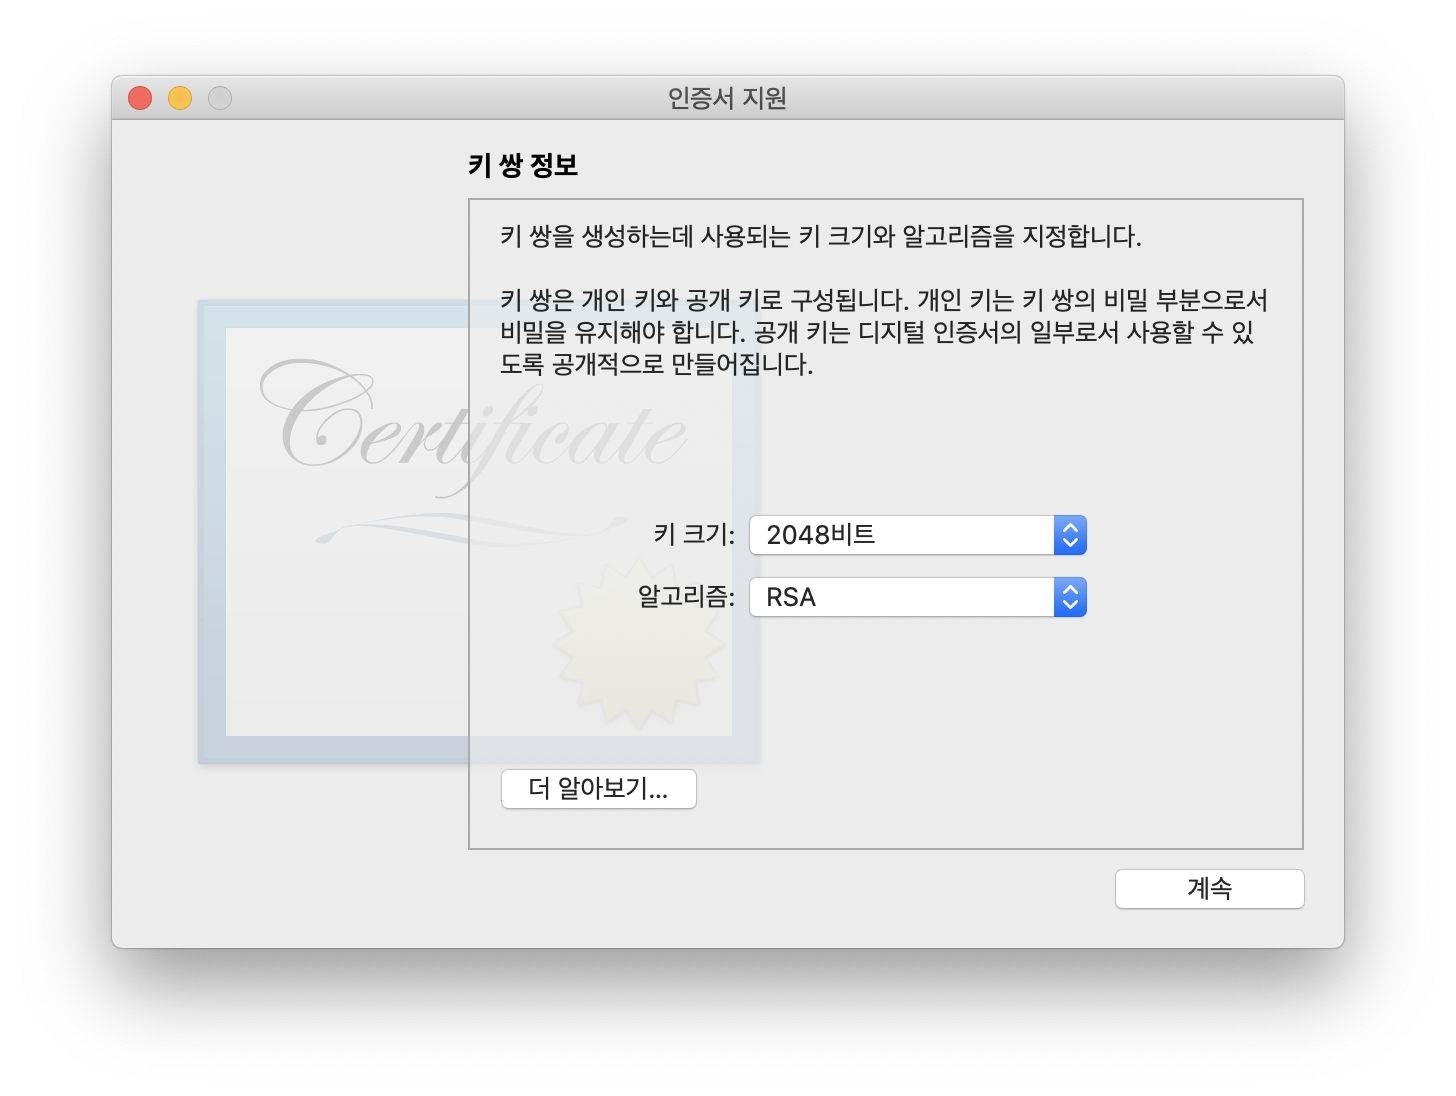 인증서 지원
키 쌍 정보
키 쌍을 생성하는데 사용되는 키 크기와 알고리즘을 지정합니다.
키 쌍은 개인 키와 공개 키로 구성됩니다. 개인 키는 키 쌍의 비밀 부분으로서
비밀을 유지해야 합니다. 공개 키는 디지털 인증서의 일부로서 사용할 수 있
도록 공개적으로 만들어집니다.
Certificate
키 크기: 2048비트
알고리즘: RSA
더 알아보기...
계속